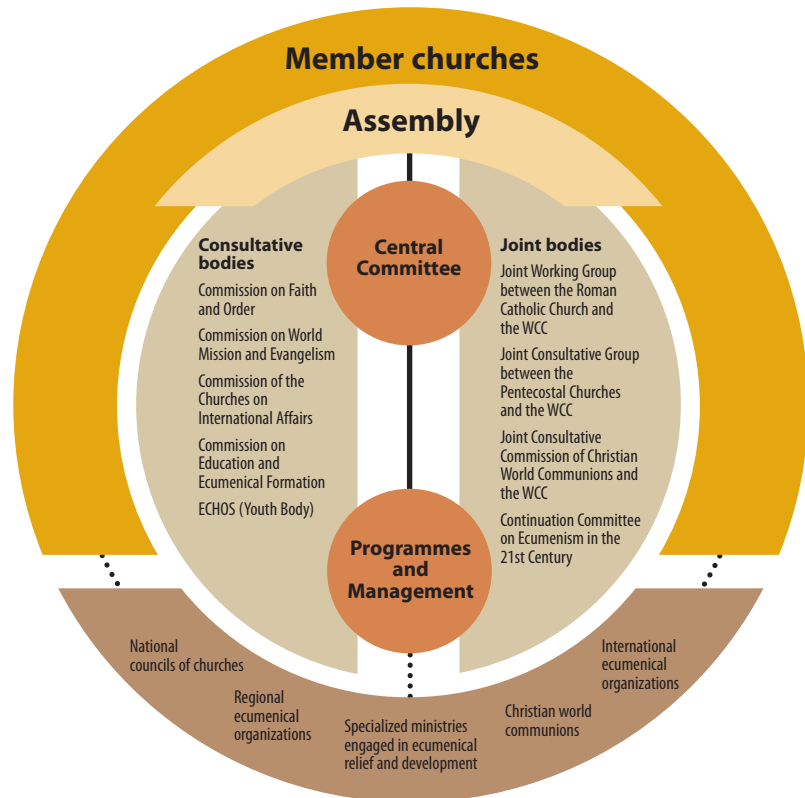 Member churches
Assembly
Central
Committee
Consultative
bodies
Commission on Faith
and Order
Commission on World
Mission and Evangelism
Commission of the
Churches on
International Affairs
Commission on
Education and
Ecumenical Formation
ECHOS (Youth Body)
Joint bodies
Joint Working Group
between the Roman
Catholic Church and
the WCC
Joint Consultative Group
between the
Pentecostal Churches
and the WCC
Joint Consultative
Commission of Christian
World Communions and
the WCC
Continuation Committee
on Ecumenism in the
21st Century
Programmes
and
Management
National
councils of churches
Regional
ecumenical
organizations
Specialized ministries
engaged in ecumenical
relief and development
Christian world
communions
International
ecumenical
organizations